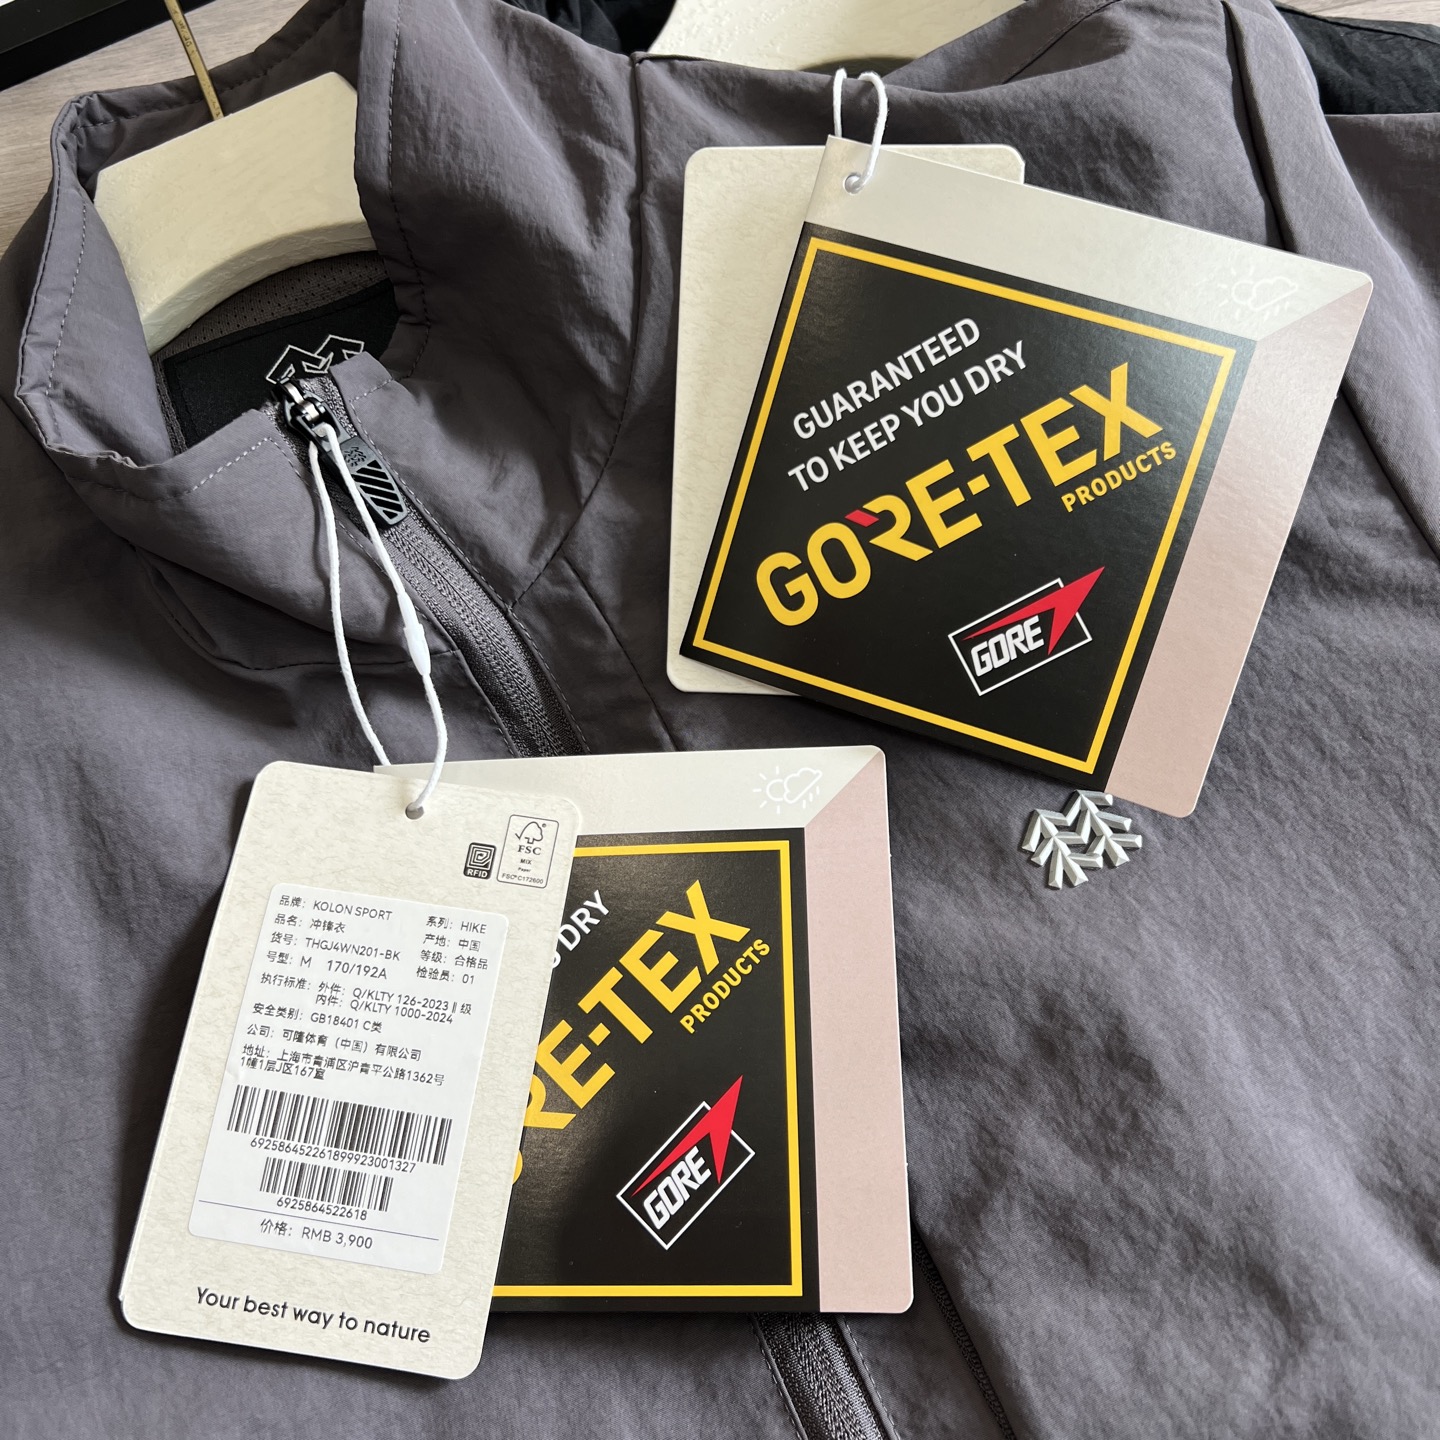 GUARANTEED
TO KEEP YOU DRY
GORE-TEX
PRODUCTS
GORE
RFID
FSC
MIX
Paper
FSC® C172600
品牌: KOLON SPORT 系列: HIKE
品名: 冲锋衣 产地: 中国
货号: THGJ4WN201-BK 等级: 合格品
号型: M 170/192A 检验员: 01
执行标准: 外件: Q/KLTY 126-2023 Ⅱ 级
内件: Q/KLTY 1000-2024
安全类别: GB18401 C类
公司: 可隆体育（中国）有限公司
地址: 上海市青浦区沪青平公路1362号
1幢1层J区167室
692586452261899923001327
6925864522618
价格: RMB 3,900
Your best way to nature
DRY
RE-TEX
PRODUCTS
GORE